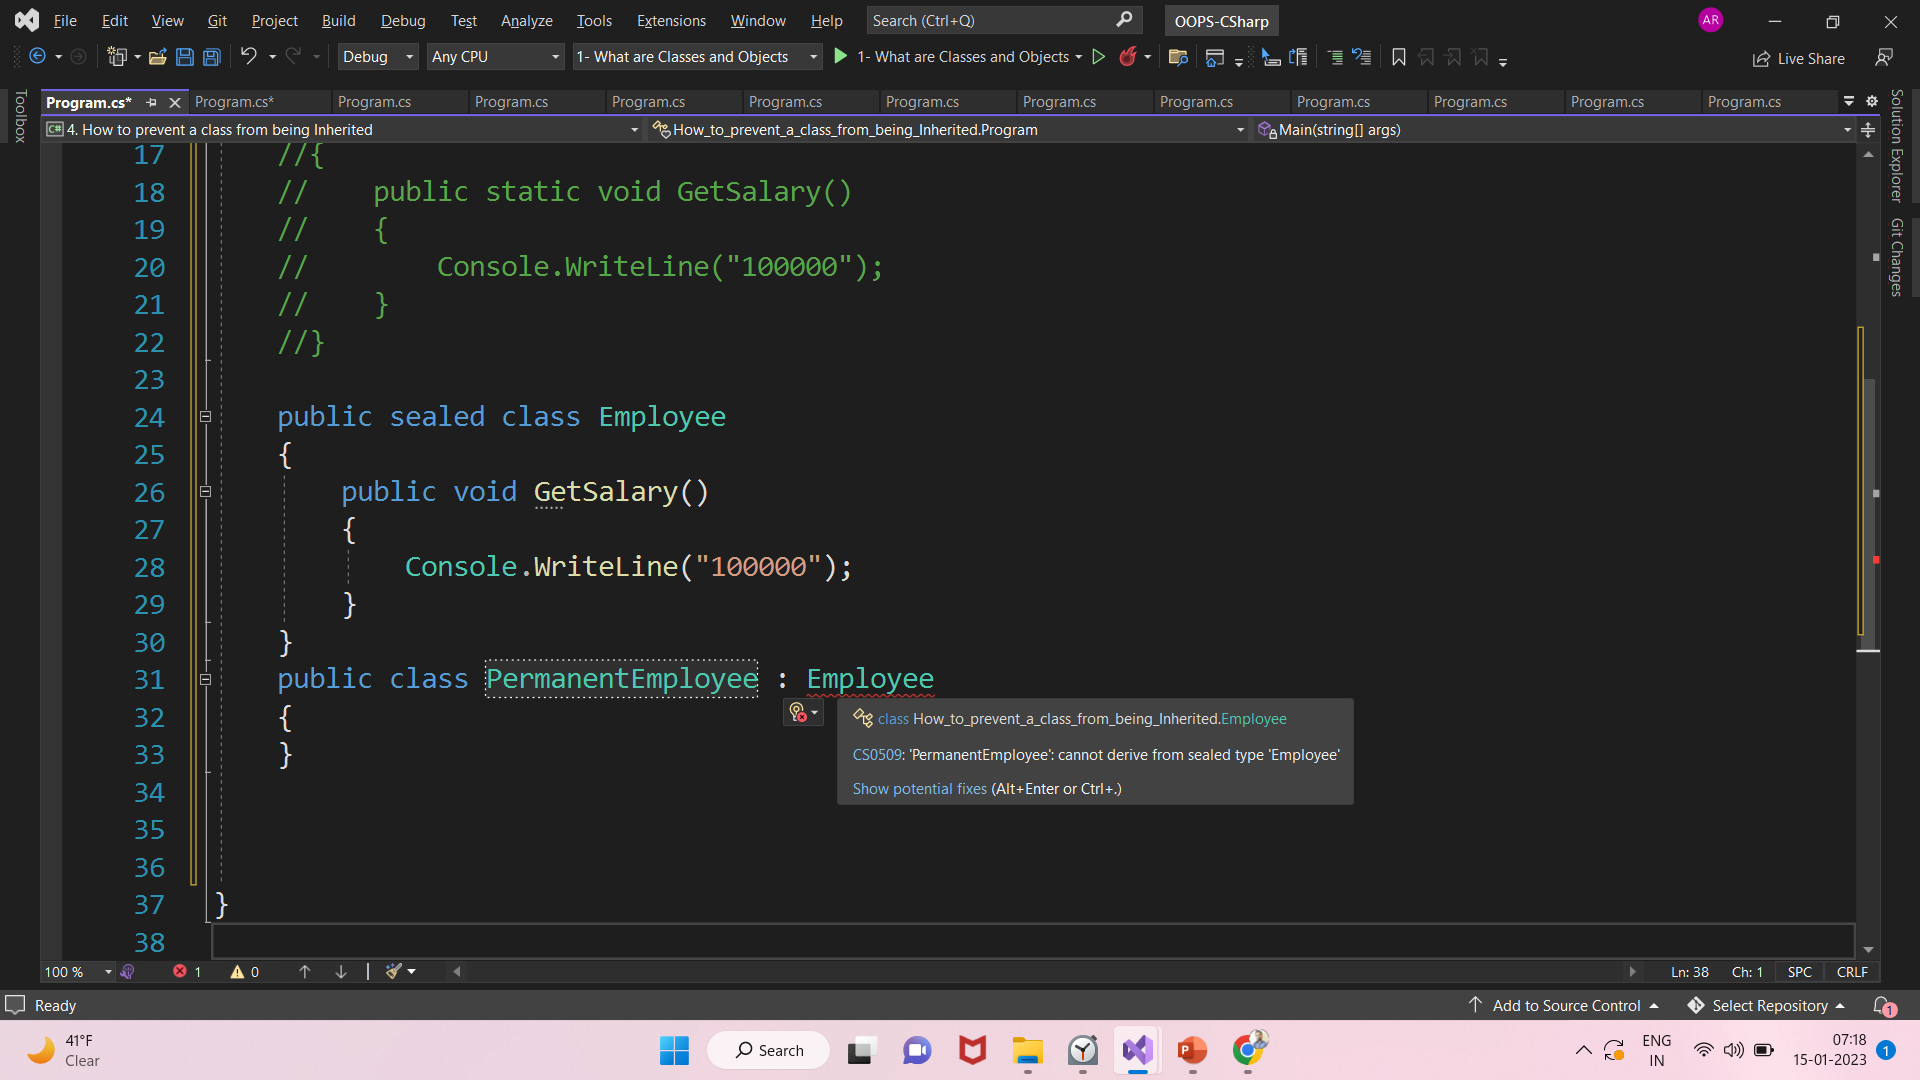 File Edit View Git Project Build Debug Test Analyze Tools Extensions Window Help Search (Ctrl+Q) OOPS-CSharp AR
Debug Any CPU 1- What are Classes and Objects 1- What are Classes and Objects Live Share
Toolbox
Program.cs* Program.cs* Program.cs Program.cs Program.cs Program.cs Program.cs Program.cs Program.cs Program.cs Program.cs Program.cs Program.cs
C# 4. How to prevent a class from being Inherited How_to_prevent_a_class_from_being_Inherited.Program Main(string[] args)
Solution Explorer
Git Changes
17 //{
18 // public static void GetSalary()
19 // {
20 // Console.WriteLine("100000");
21 // }
22 //}
23
24 public sealed class Employee
25 {
26 public void GetSalary()
27 {
28 Console.WriteLine("100000");
29 }
30 }
31 public class PermanentEmployee : Employee
32 {
class How_to_prevent_a_class_from_being_Inherited.Employee
33 }
CS0509: 'PermanentEmployee': cannot derive from sealed type 'Employee'
Show potential fixes (Alt+Enter or Ctrl+.)
34
35
36
37 }
38
100 % 1 0 Ln: 38 Ch: 1 SPC CRLF
Ready Add to Source Control Select Repository 1
41°F
Clear
Search
ENG
IN
07:18
15-01-2023
1